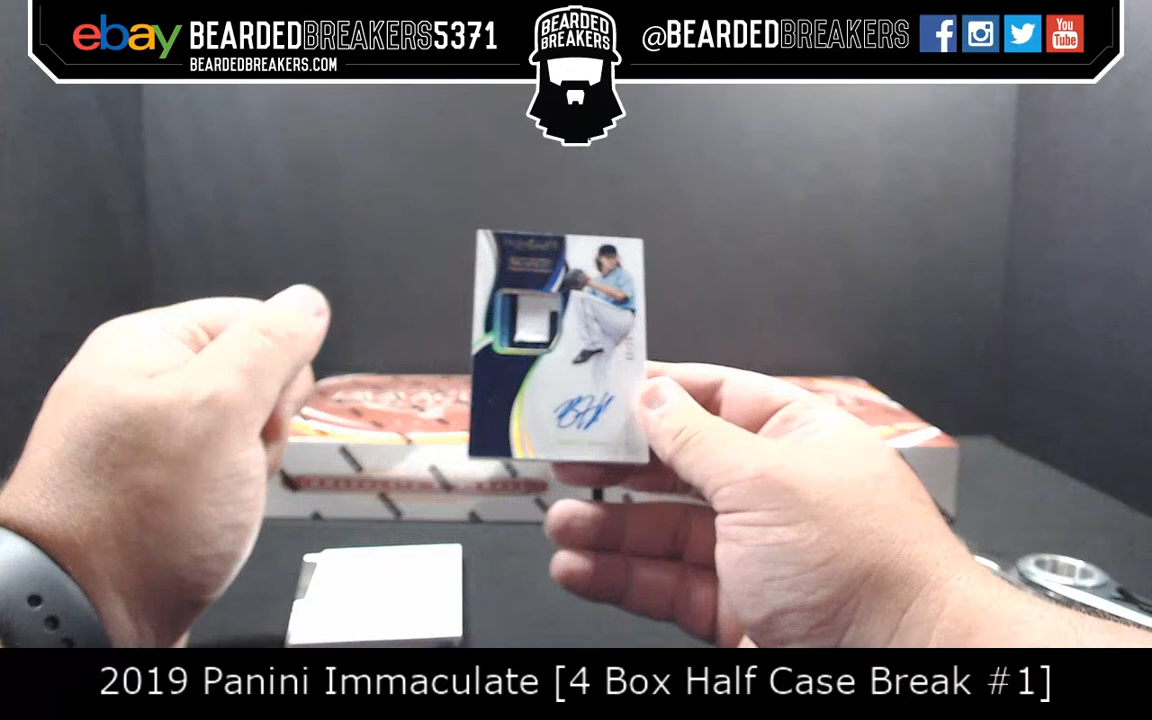 ebay BEARDEDBREAKERS5371
BEARDEDBREAKERS.COM
BEARDED
BREAKERS
@BEARDEDBREAKERS
You
Tube
2019 Panini Immaculate [4 Box Half Case Break #1]